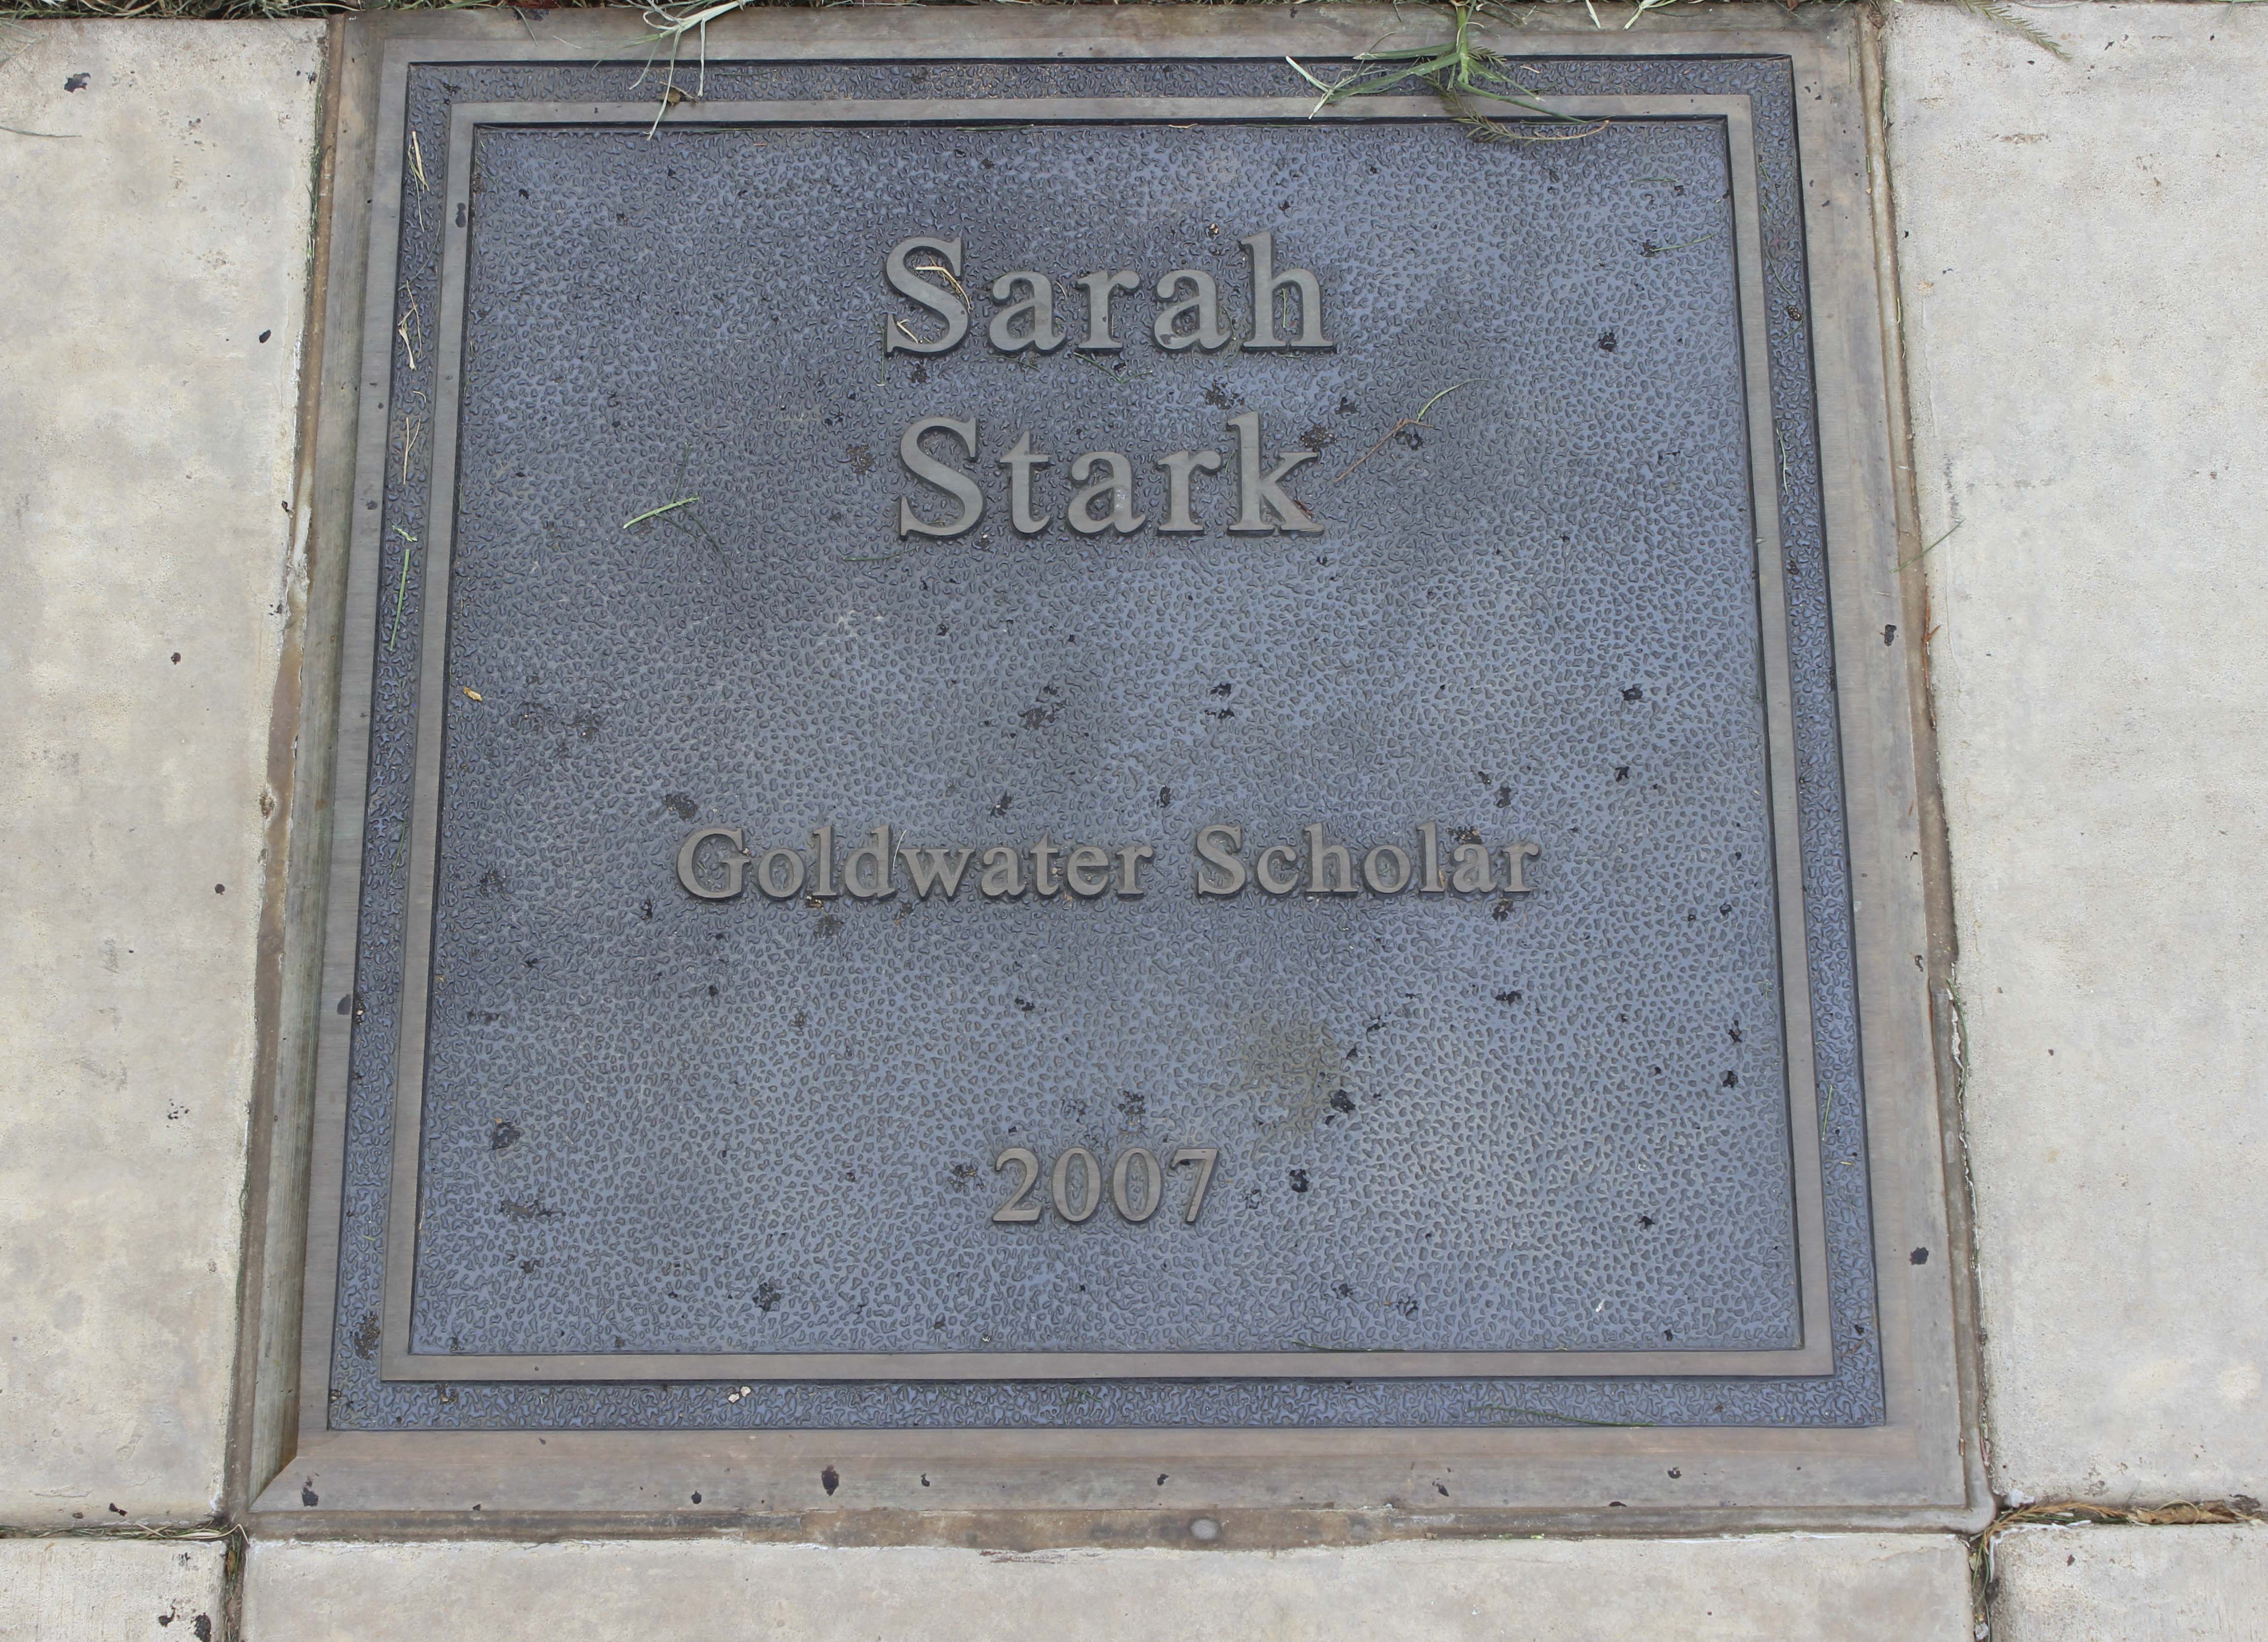 Sarah
Stark
Goldwater Scholar
2007